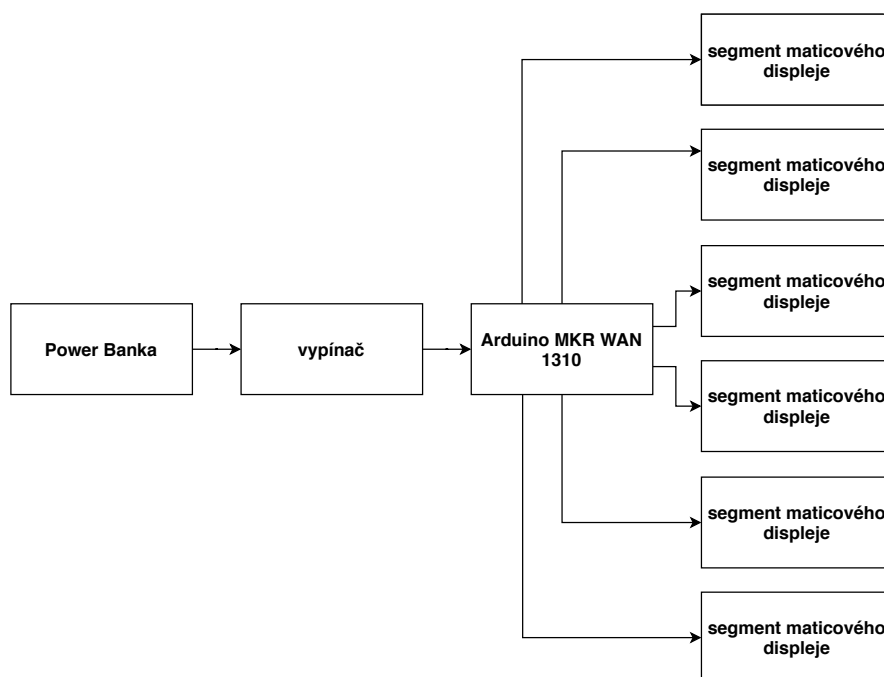 segment maticového
displeje
segment maticového
displeje
segment maticového
displeje
Power Banka
vypínač
Arduino MKR WAN
1310
segment maticového
displeje
segment maticového
displeje
segment maticového
displeje